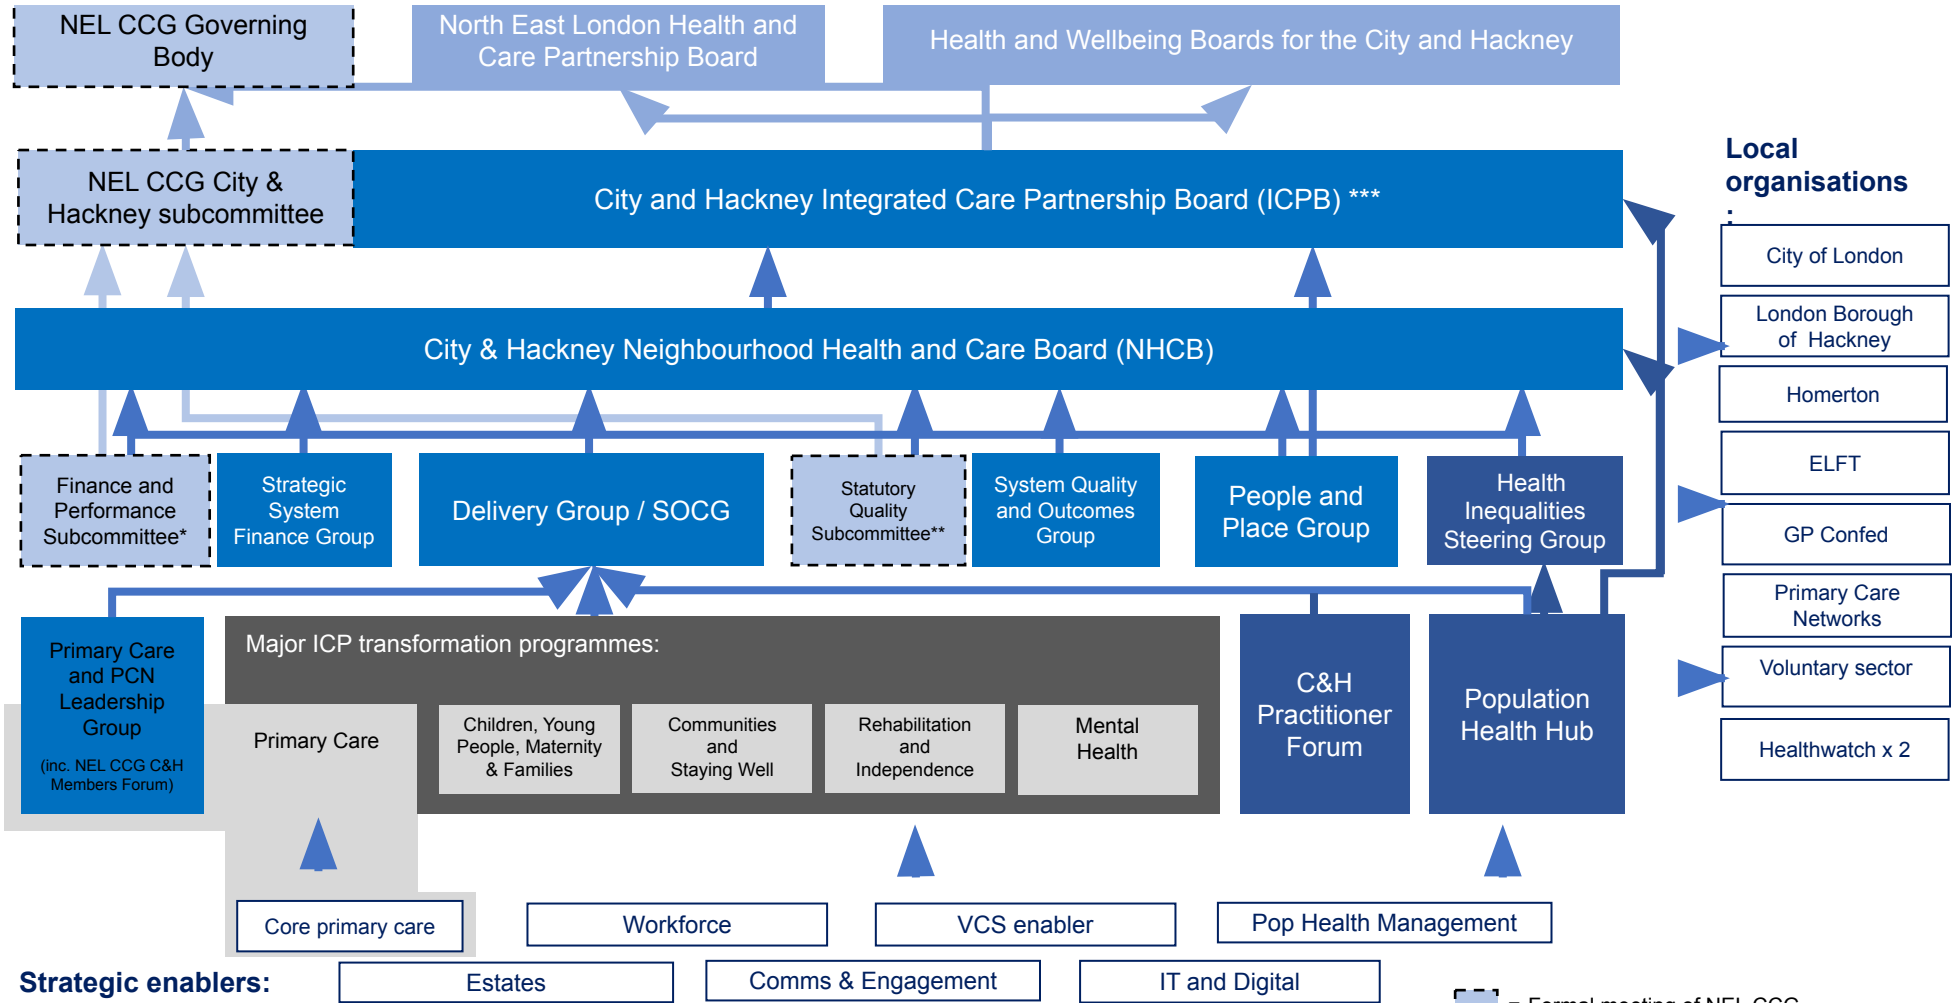 NEL CCG Governing
Body
North East London Health and
Care Partnership Board
Health and Wellbeing Boards for the City and Hackney
NEL CCG City &
Hackney subcommittee
City and Hackney Integrated Care Partnership Board (ICPB) ***
City & Hackney Neighbourhood Health and Care Board (NHCB)
Finance and
Performance
Subcommittee*
Strategic
System
Finance Group
Delivery Group / SOCG
Statutory
Quality
Subcommittee**
System Quality
and Outcomes
Group
People and
Place Group
Health
Inequalities
Steering Group
Primary Care
and PCN
Leadership
Group
(inc. NEL CCG C&H
Members Forum)
Major ICP transformation programmes:
Primary Care
Children, Young
People, Maternity
& Families
Communities
and
Staying Well
Rehabilitation
and
Independence
Mental
Health
C&H
Practitioner
Forum
Population
Health Hub
Core primary care
Workforce
VCS enabler
Pop Health Management
Strategic enablers:
Estates
Comms & Engagement
IT and Digital
Local
organisations
:
City of London
London Borough
of Hackney
Homerton
ELFT
GP Confed
Primary Care
Networks
Voluntary sector
Healthwatch x 2
= Formal meeting of NEL CCG